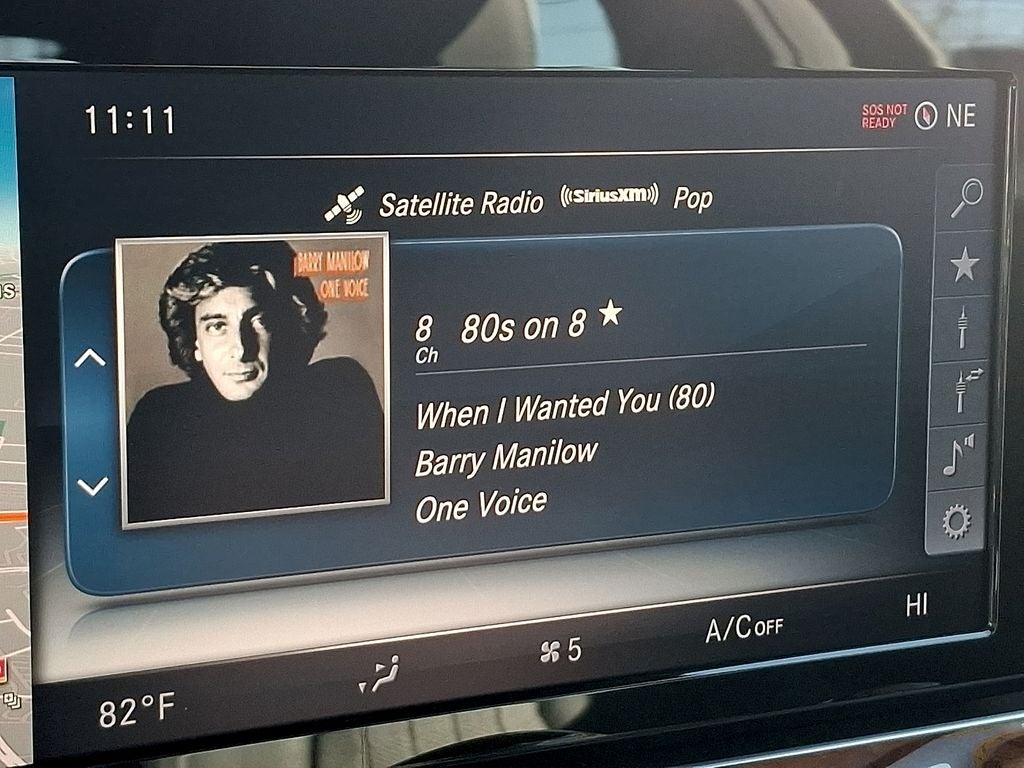 11:11
SOS NOT
READY
NE
Satellite Radio SiriusXM Pop
BARRY MANILOW
ONE VOICE
8 80s on 8
Ch
When I Wanted You (80)
Barry Manilow
One Voice
82°F
5
A/C OFF
HI